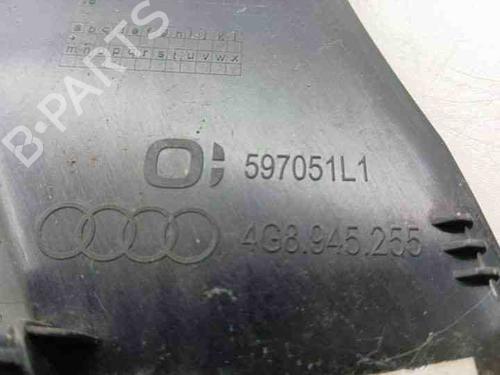 a b c d e f h i j k l
m n o p q r s t u v w x
597051L1
4G8.945.255
B-PARTS